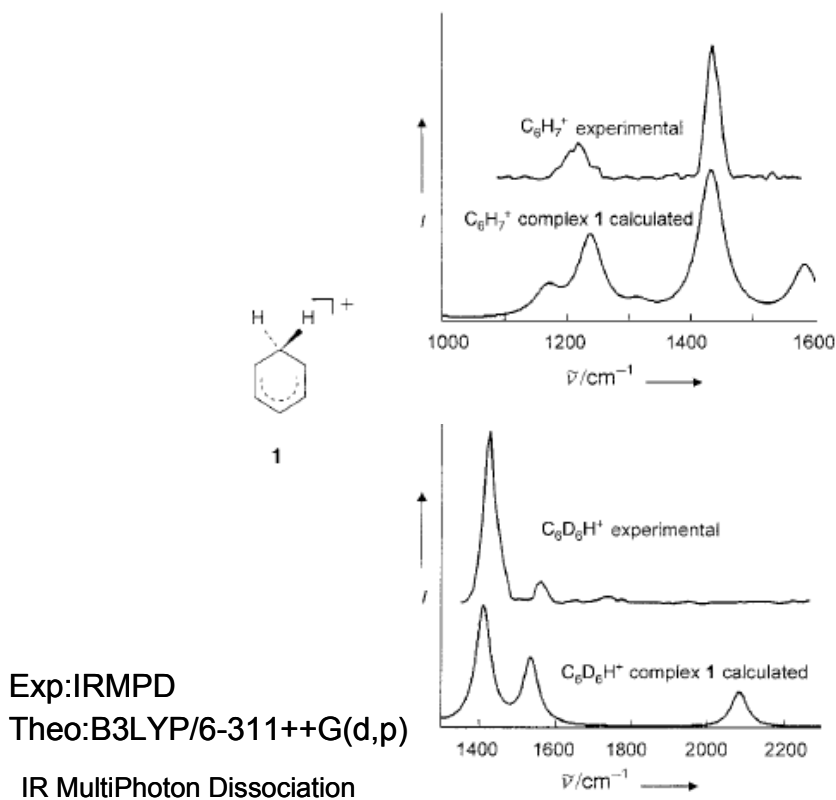 C₆H₇⁺ experimental
I
C₆H₇⁺ complex 1 calculated
1000 1200 1400 1600
ν̃/cm⁻¹
H H +
1
C₆D₆H⁺ experimental
I
C₆D₆H⁺ complex 1 calculated
1400 1600 1800 2000 2200
ν̃/cm⁻¹
Exp:IRMPD
Theo:B3LYP/6-311++G(d,p)
IR MultiPhoton Dissociation